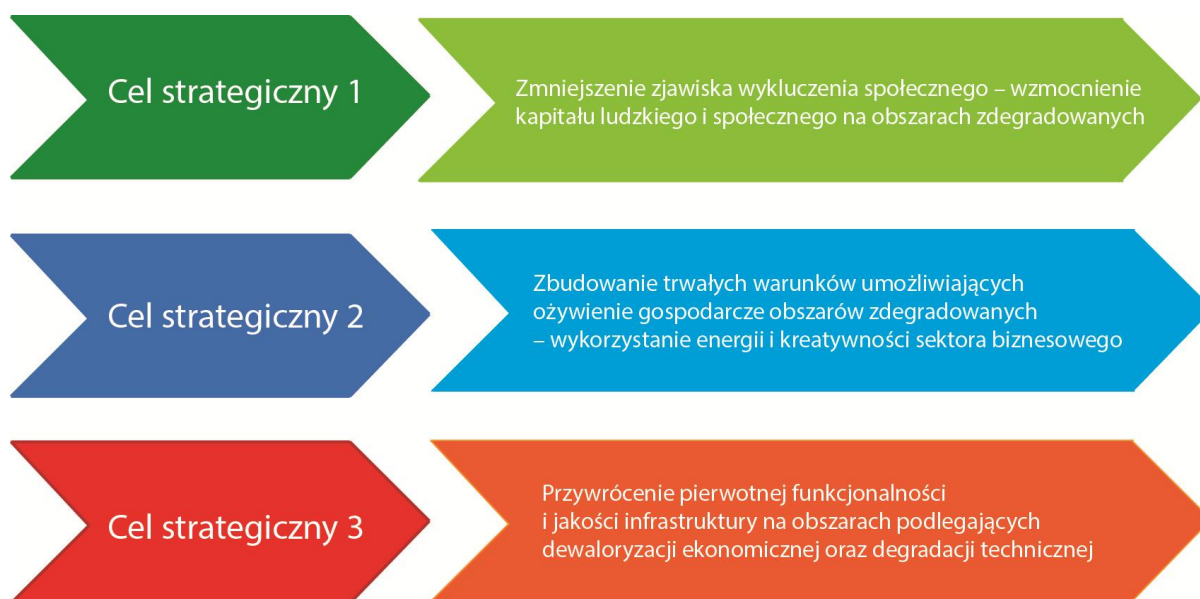 Cel strategiczny 1
Zmniejszenie zjawiska wykluczenia społecznego – wzmocnienie
kapitału ludzkiego i społecznego na obszarach zdegradowanych
Cel strategiczny 2
Zbudowanie trwałych warunków umożliwiających
ożywienie gospodarcze obszarów zdegradowanych
– wykorzystanie energii i kreatywności sektora biznesowego
Cel strategiczny 3
Przywrócenie pierwotnej funkcjonalności
i jakości infrastruktury na obszarach podlegających
dewaloryzacji ekonomicznej oraz degradacji technicznej